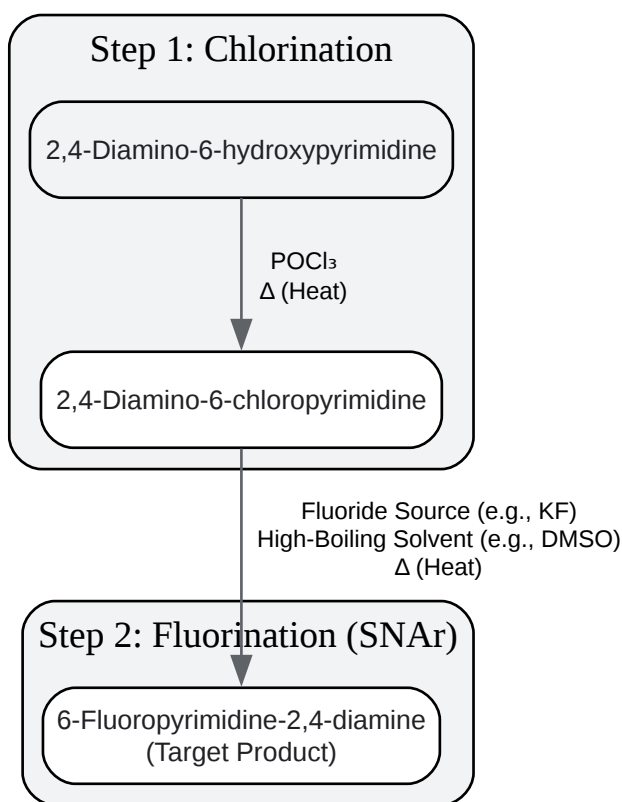 Step 1: Chlorination
2,4-Diamino-6-hydroxypyrimidine
POCl₃
Δ (Heat)
2,4-Diamino-6-chloropyrimidine
Fluoride Source (e.g., KF)
High-Boiling Solvent (e.g., DMSO)
Δ (Heat)
Step 2: Fluorination (SNAr)
6-Fluoropyrimidine-2,4-diamine
(Target Product)